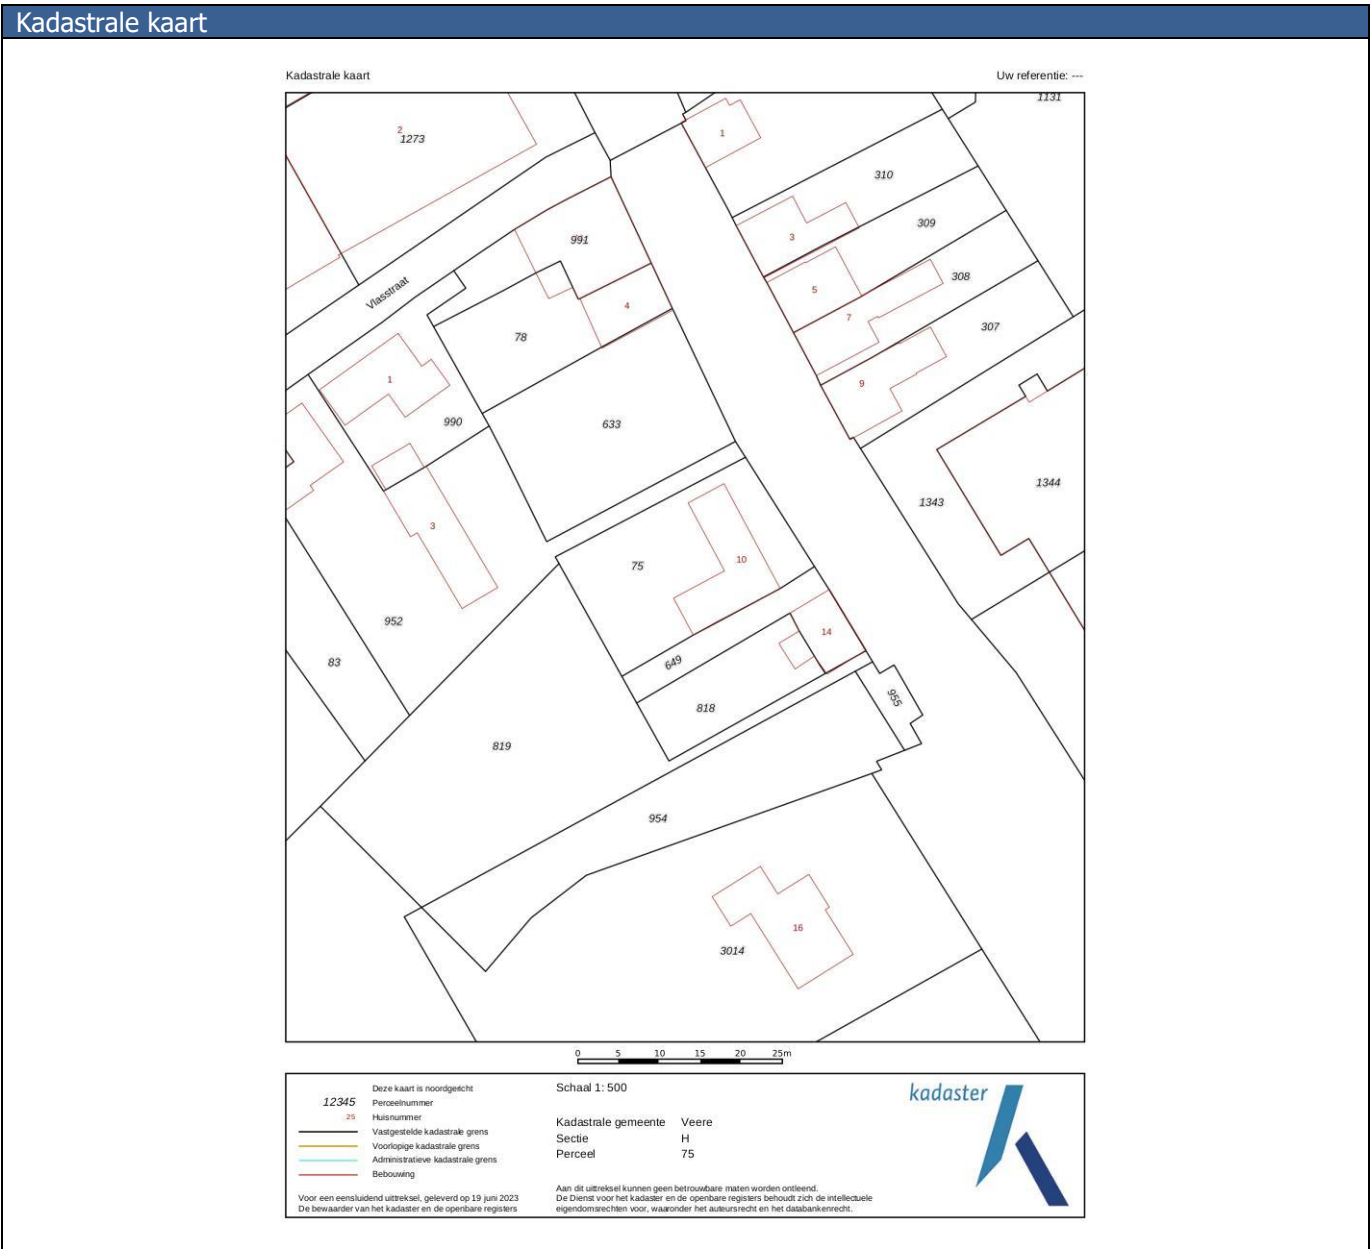 Kadastrale kaart
Kadastrale kaart
Uw referentie: ---
1131
2
1273
1
310
309
3
991
308
5
Vlasstraat
4
7
307
78
1
9
990
633
1344
1343
3
75
10
952
14
83
649
955
818
819
954
16
3014
0 5 10 15 20 25m
Deze kaart is noordgericht
12345 Perceelnummer
25 Huisnummer
Vastgestelde kadastrale grens
Voorlopige kadastrale grens
Administratieve kadastrale grens
Bebouwing
Voor een eensluidend uittreksel, geleverd op 19 juni 2023
De bewaarder van het kadaster en de openbare registers
Schaal 1: 500
Kadastrale gemeente Veere
Sectie H
Perceel 75
Aan dit uittreksel kunnen geen betrouwbare maten worden ontleend.
De Dienst voor het kadaster en de openbare registers behoudt zich de intellectuele
eigendomsrechten voor, waaronder het auteursrecht en het databankenrecht.
kadaster